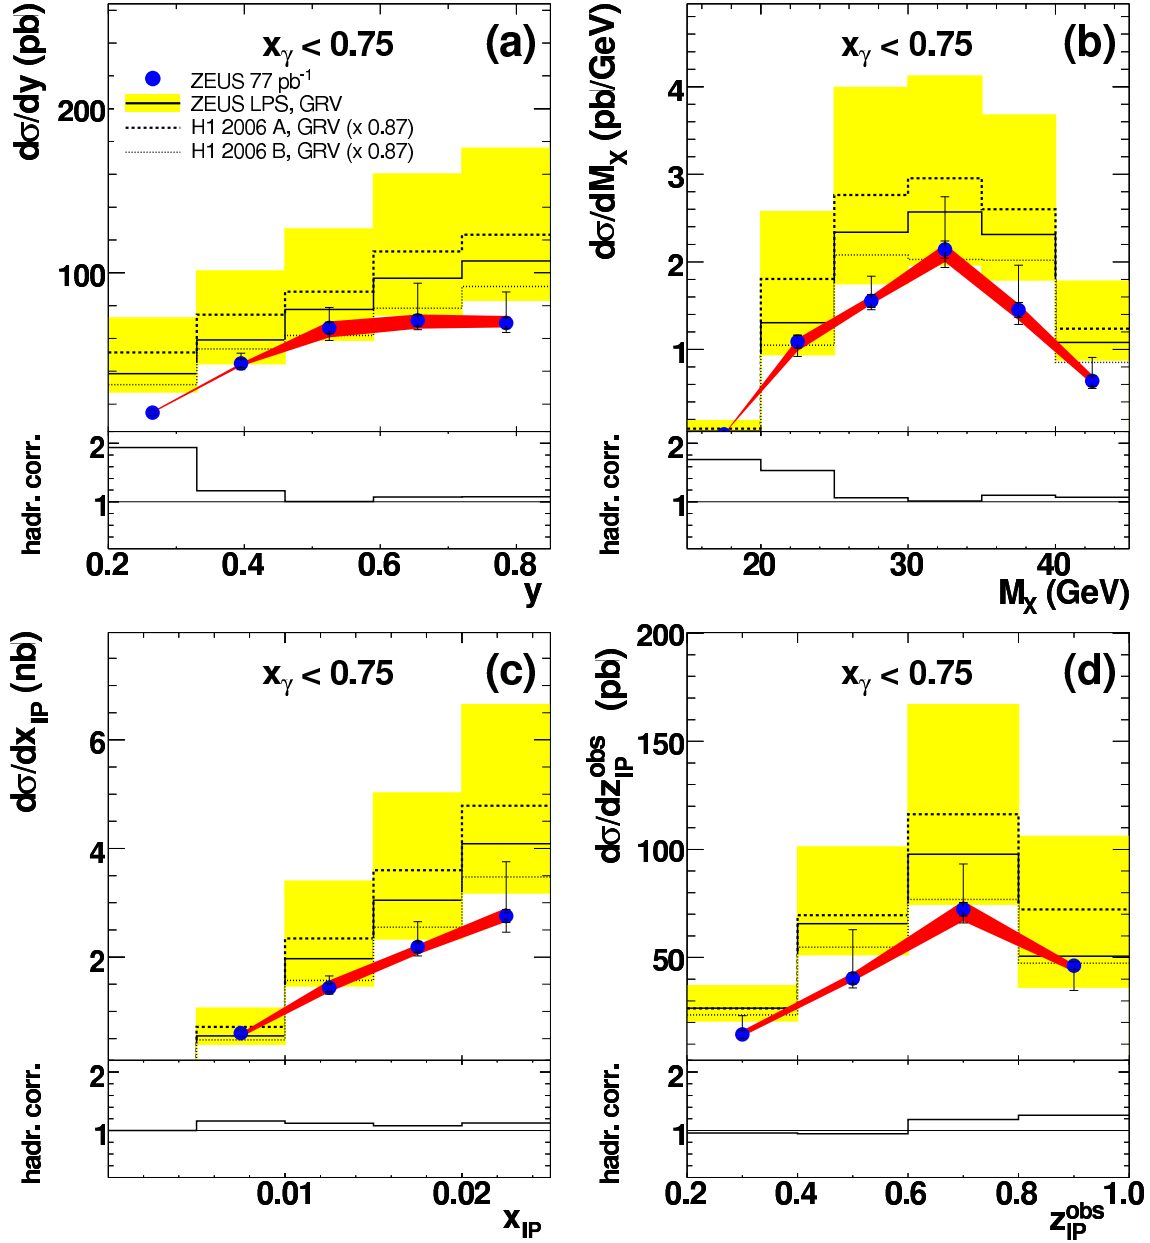 (a)
x_γ < 0.75
dσ/dy (pb)
ZEUS 77 pb⁻¹
ZEUS LPS, GRV
H1 2006 A, GRV (x 0.87)
H1 2006 B, GRV (x 0.87)
200
100
hadr. corr.
2
1
0.2 0.4 0.6 0.8
y
(b)
x_γ < 0.75
dσ/dM_X (pb/GeV)
4
3
2
1
hadr. corr.
2
1
20 30 40
M_X (GeV)
(c)
x_γ < 0.75
dσ/dx_IP (nb)
6
4
2
hadr. corr.
2
1
0.01 0.02
x_IP
(d)
x_γ < 0.75
dσ/dz_IP^obs (pb)
200
150
100
50
hadr. corr.
2
1
0.2 0.4 0.6 0.8 1.0
z_IP^obs